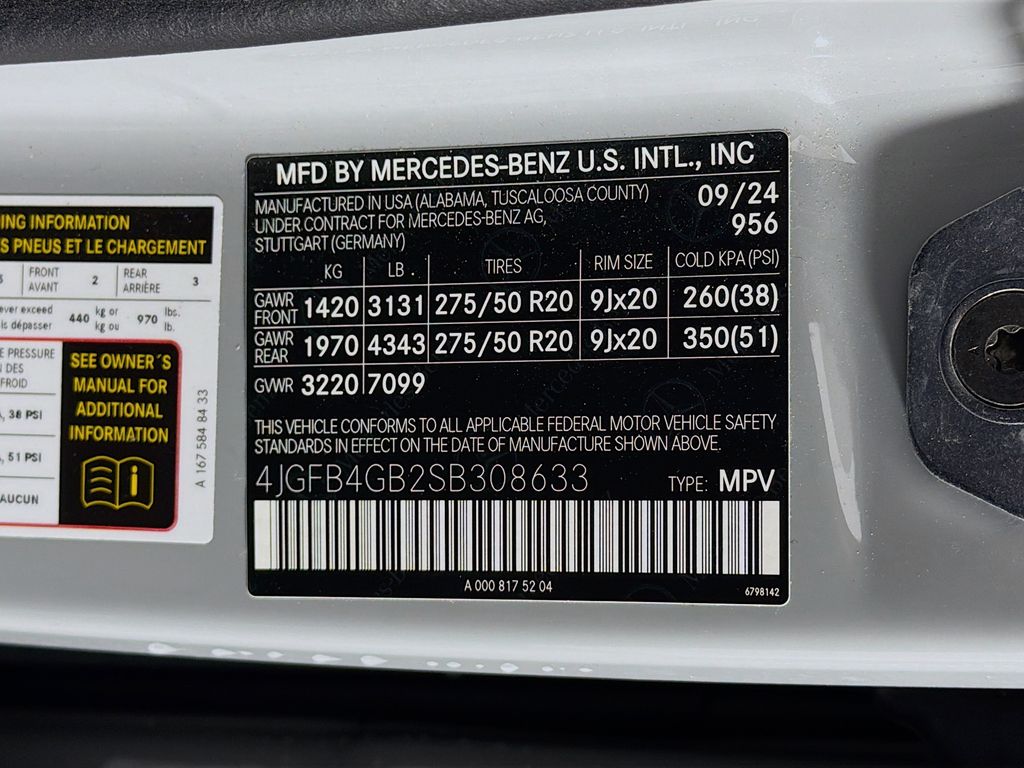 MFD BY MERCEDES-BENZ U.S. INTL., INC
MANUFACTURED IN USA (ALABAMA, TUSCALOOSA COUNTY) 09/24
UNDER CONTRACT FOR MERCEDES-BENZ AG, 956
STUTTGART (GERMANY)
KG LB. TIRES RIM SIZE COLD KPA (PSI)
GAWR FRONT 1420 3131 275/50 R20 9Jx20 260(38)
GAWR REAR 1970 4343 275/50 R20 9Jx20 350(51)
GVWR 3220 7099
THIS VEHICLE CONFORMS TO ALL APPLICABLE FEDERAL MOTOR VEHICLE SAFETY
STANDARDS IN EFFECT ON THE DATE OF MANUFACTURE SHOWN ABOVE.
4JGFB4GB2SB308633 TYPE: MPV
A 000 817 52 04
6798142
INFORMATION
PNEUS ET LE CHARGEMENT
FRONT 2 REAR 3
AVANT ARRIÈRE
exceed 440 kg or 970 lbs.
dépasser kg ou lb.
PRESSURE
DES
FROID
38 PSI
51 PSI
AUCUN
SEE OWNER´S
MANUAL FOR
ADDITIONAL
INFORMATION
A 167 584 84 33